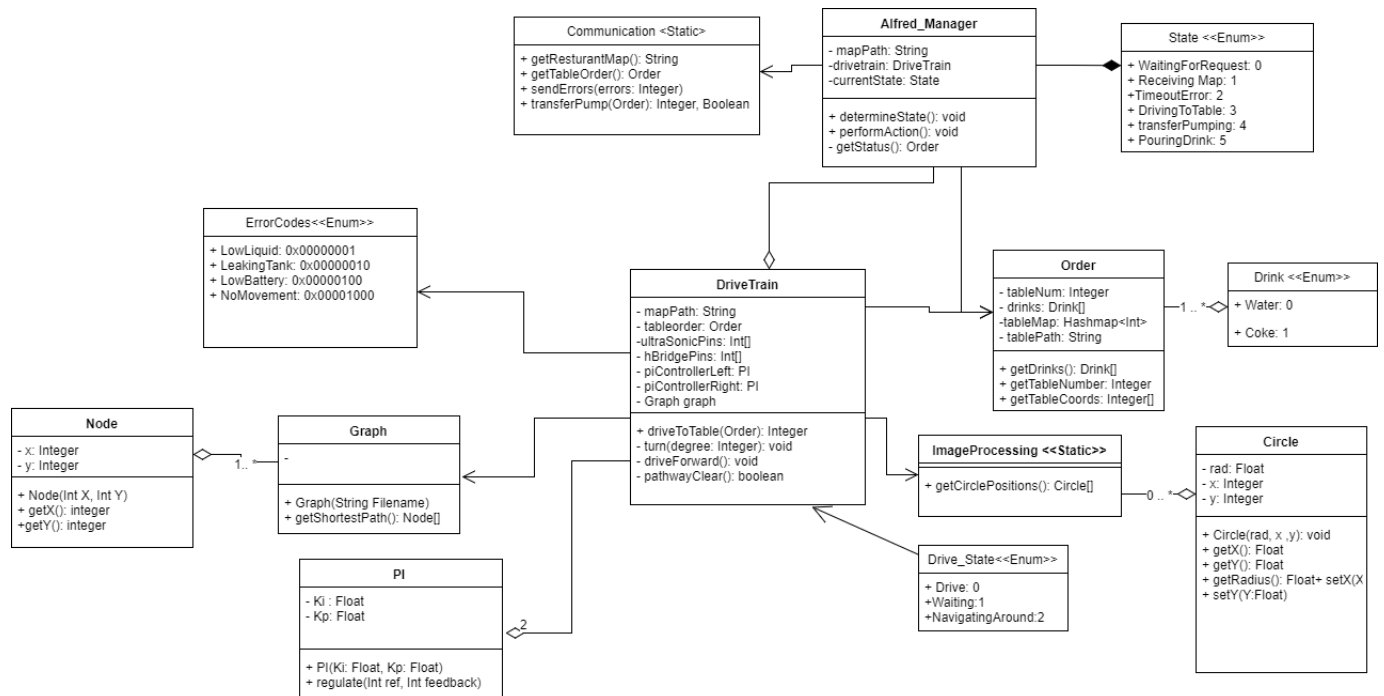 Communication <Static>
+ getResturantMap(): String
+ getTableOrder(): Order
+ sendErrors(errors: Integer)
+ transferPump(Order): Integer, Boolean
Alfred_Manager
- mapPath: String
-drivetrain: DriveTrain
-currentState: State
+ determineState(): void
+ performAction(): void
- getStatus(): Order
State <<Enum>>
+ WaitingForRequest: 0
+ Receiving Map: 1
+TimeoutError: 2
+ DrivingToTable: 3
+ transferPumping: 4
+ PouringDrink: 5
ErrorCodes<<Enum>>
+ LowLiquid: 0x00000001
+ LeakingTank: 0x00000010
+ LowBattery: 0x00000100
+ NoMovement: 0x00001000
DriveTrain
- mapPath: String
- tableorder: Order
-ultraSonicPins: Int[]
- hBridgePins: Int[]
- piControllerLeft: PI
- piControllerRight: PI
- Graph graph
+ driveToTable(Order): Integer
- turn(degree: Integer): void
- driveForward(): void
- pathwayClear(): boolean
Order
- tableNum: Integer
- drinks: Drink[]
-tableMap: Hashmap<Int>
- tablePath: String
+ getDrinks(): Drink[]
+ getTableNumber: Integer
+ getTableCoords: Integer[]
1 .. *
Drink <<Enum>>
+ Water: 0
+ Coke: 1
Node
- x: Integer
- y: Integer
+ Node(Int X, Int Y)
+ getX(): integer
+getY(): integer
1.. *
Graph
-
+ Graph(String Filename)
+ getShortestPath(): Node[]
ImageProcessing <<Static>>
+ getCirclePositions(): Circle[]
0 .. *
Circle
- rad: Float
- x: Integer
- y: Integer
+ Circle(rad, x ,y): void
+ getX(): Float
+ getY(): Float
+ getRadius(): Float+ setX(X
+ setY(Y:Float)
PI
- Ki : Float
- Kp: Float
+ PI(Ki: Float, Kp: Float)
+ regulate(Int ref, Int feedback)
2
Drive_State<<Enum>>
+ Drive: 0
+Waiting:1
+NavigatingAround:2